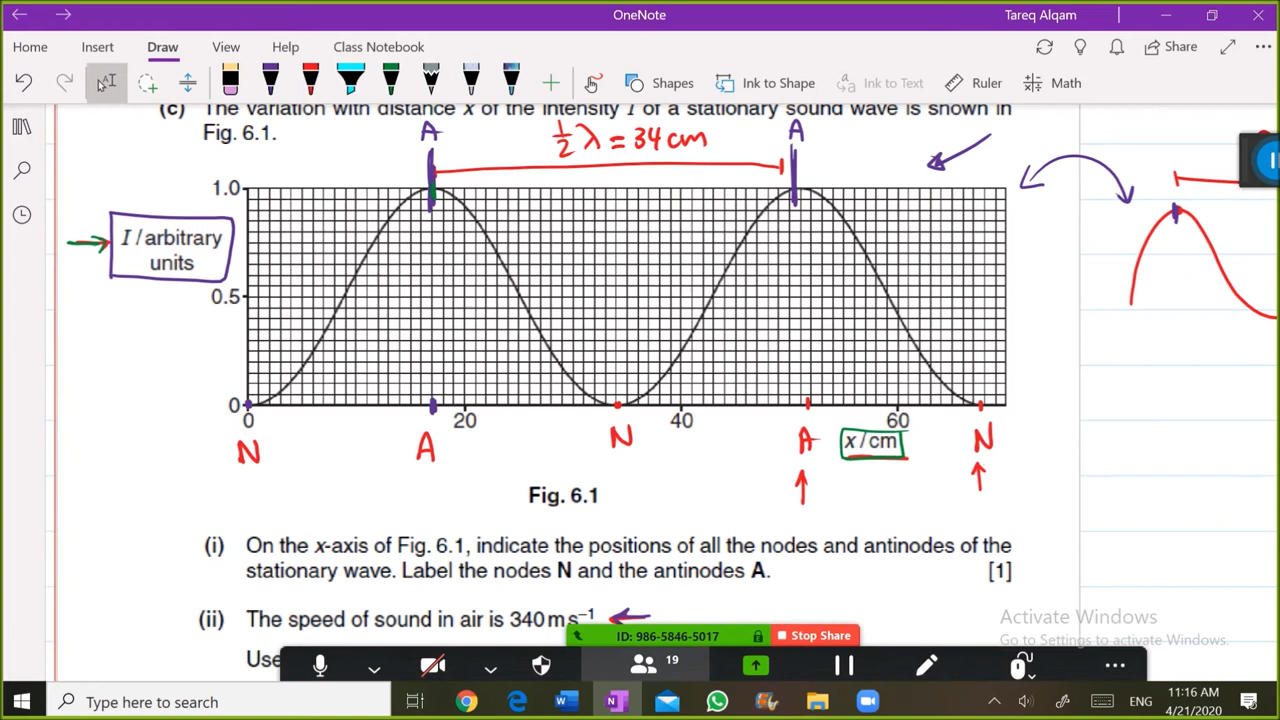 OneNote
Tareq Alqam
Home Insert Draw View Help Class Notebook
Share
Shapes Ink to Shape Ink to Text Ruler Math
(c) The variation with distance x of the intensity I of a stationary sound wave is shown in
Fig. 6.1.
A
½ λ = 34 cm
A
1.0
I / arbitrary
units
0.5
0
0 20 40 60
N A N A x / cm N
Fig. 6.1
(i) On the x-axis of Fig. 6.1, indicate the positions of all the nodes and antinodes of the
stationary wave. Label the nodes N and the antinodes A. [1]
(ii) The speed of sound in air is 340 m s⁻¹
Activate Windows
Go to Settings to activate Windows.
ID: 986-5846-5017 Stop Share
Use
19
Type here to search
ENG
11:16 AM
4/21/2020